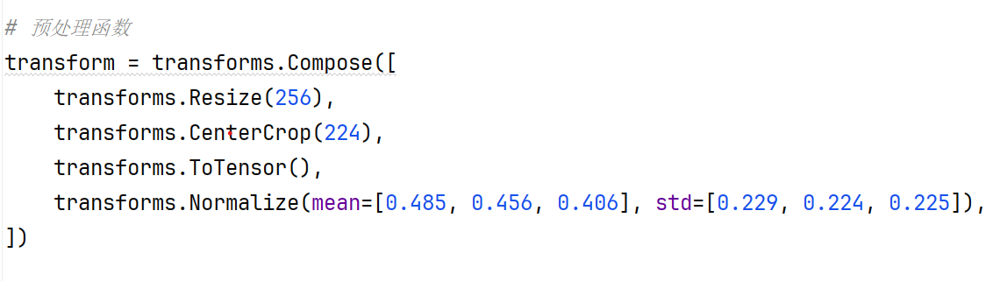 # 预处理函数
transform = transforms.Compose([
    transforms.Resize(256),
    transforms.CenterCrop(224),
    transforms.ToTensor(),
    transforms.Normalize(mean=[0.485, 0.456, 0.406], std=[0.229, 0.224, 0.225]),
])